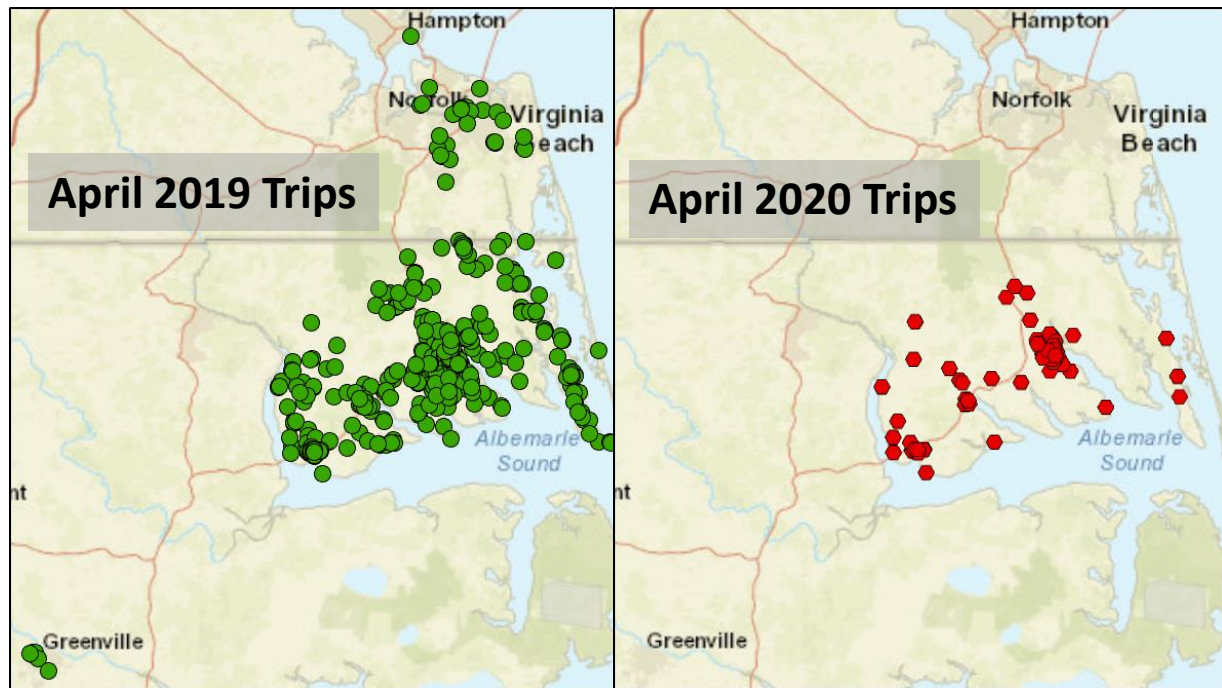 Hampton
Norfolk
Virginia
Beach
April 2019 Trips
Albemarle
Sound
nt
Greenville
Hampton
Norfolk
Virginia
Beach
April 2020 Trips
Albemarle
Sound
nt
Greenville